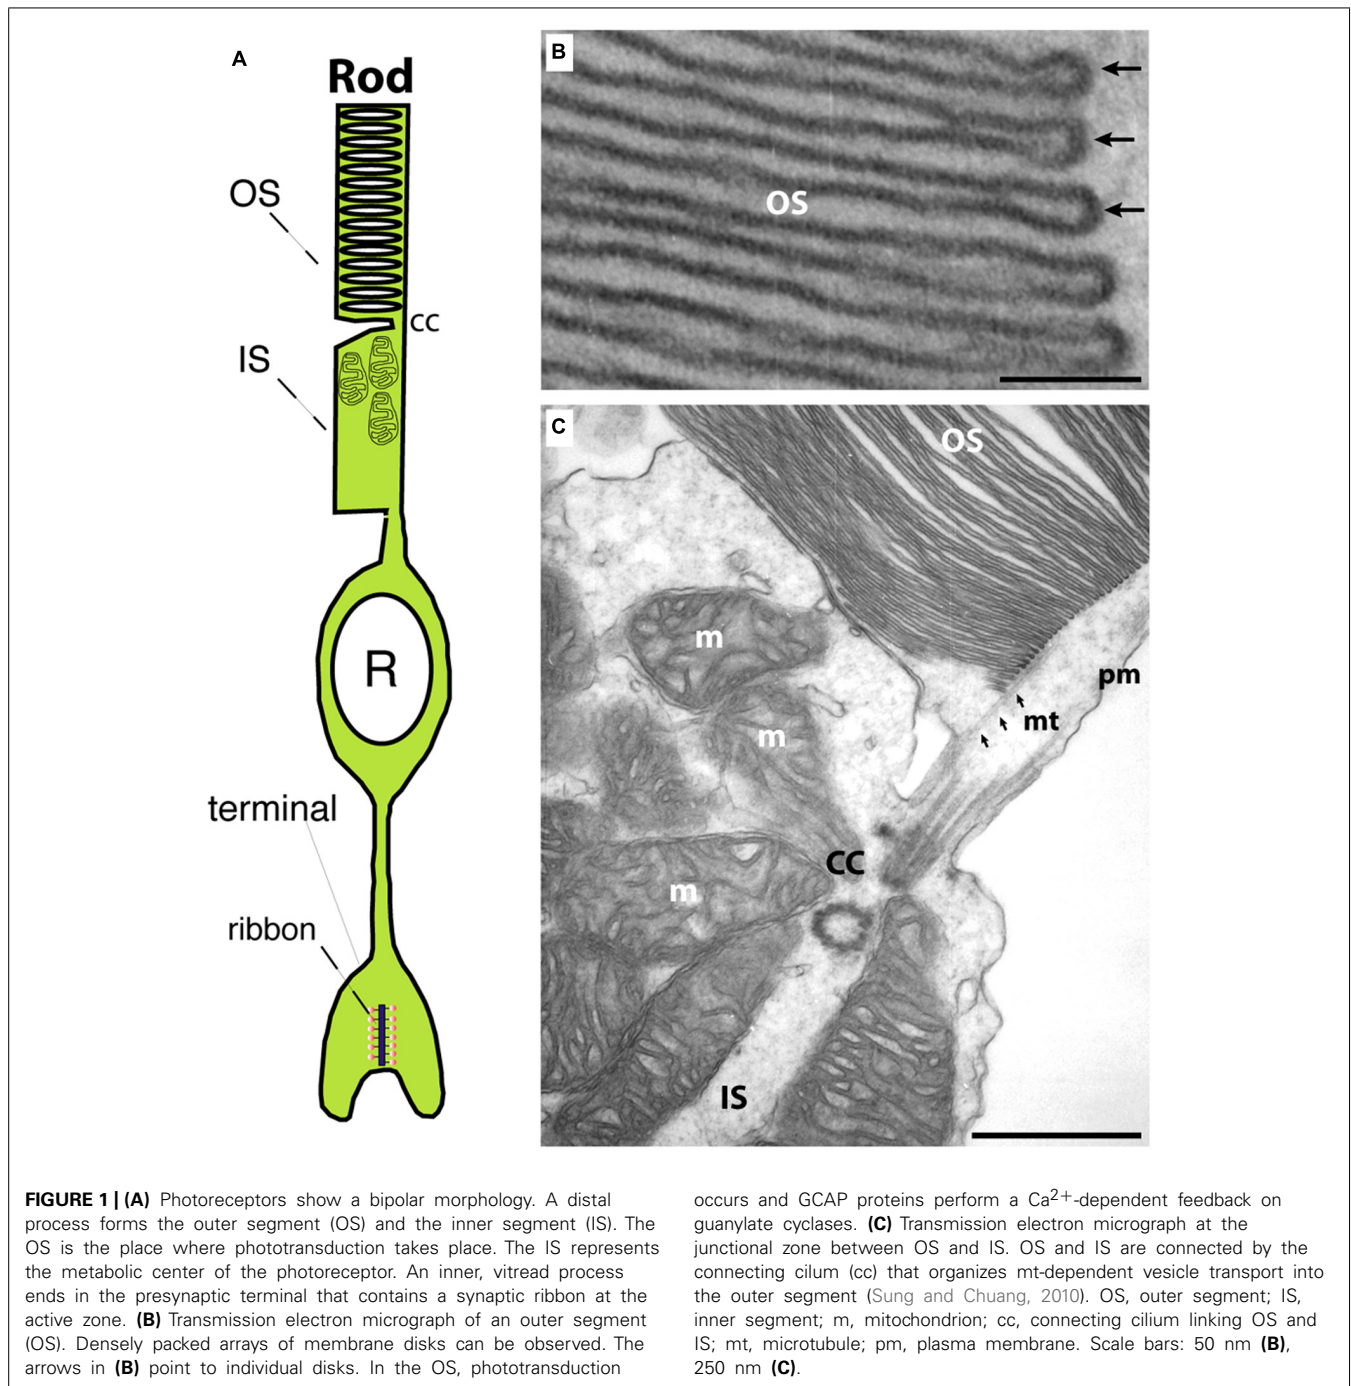 A
Rod
OS
cc
IS
R
terminal
ribbon
B
OS
C
OS
m
pm
mt
m
CC
m
IS
FIGURE 1 | (A) Photoreceptors show a bipolar morphology. A distal
process forms the outer segment (OS) and the inner segment (IS). The
OS is the place where phototransduction takes place. The IS represents
the metabolic center of the photoreceptor. An inner, vitread process
ends in the presynaptic terminal that contains a synaptic ribbon at the
active zone. (B) Transmission electron micrograph of an outer segment
(OS). Densely packed arrays of membrane disks can be observed. The
arrows in (B) point to individual disks. In the OS, phototransduction
occurs and GCAP proteins perform a Ca2+-dependent feedback on
guanylate cyclases. (C) Transmission electron micrograph at the
junctional zone between OS and IS. OS and IS are connected by the
connecting cilum (cc) that organizes mt-dependent vesicle transport into
the outer segment (Sung and Chuang, 2010). OS, outer segment; IS,
inner segment; m, mitochondrion; cc, connecting cilium linking OS and
IS; mt, microtubule; pm, plasma membrane. Scale bars: 50 nm (B),
250 nm (C).